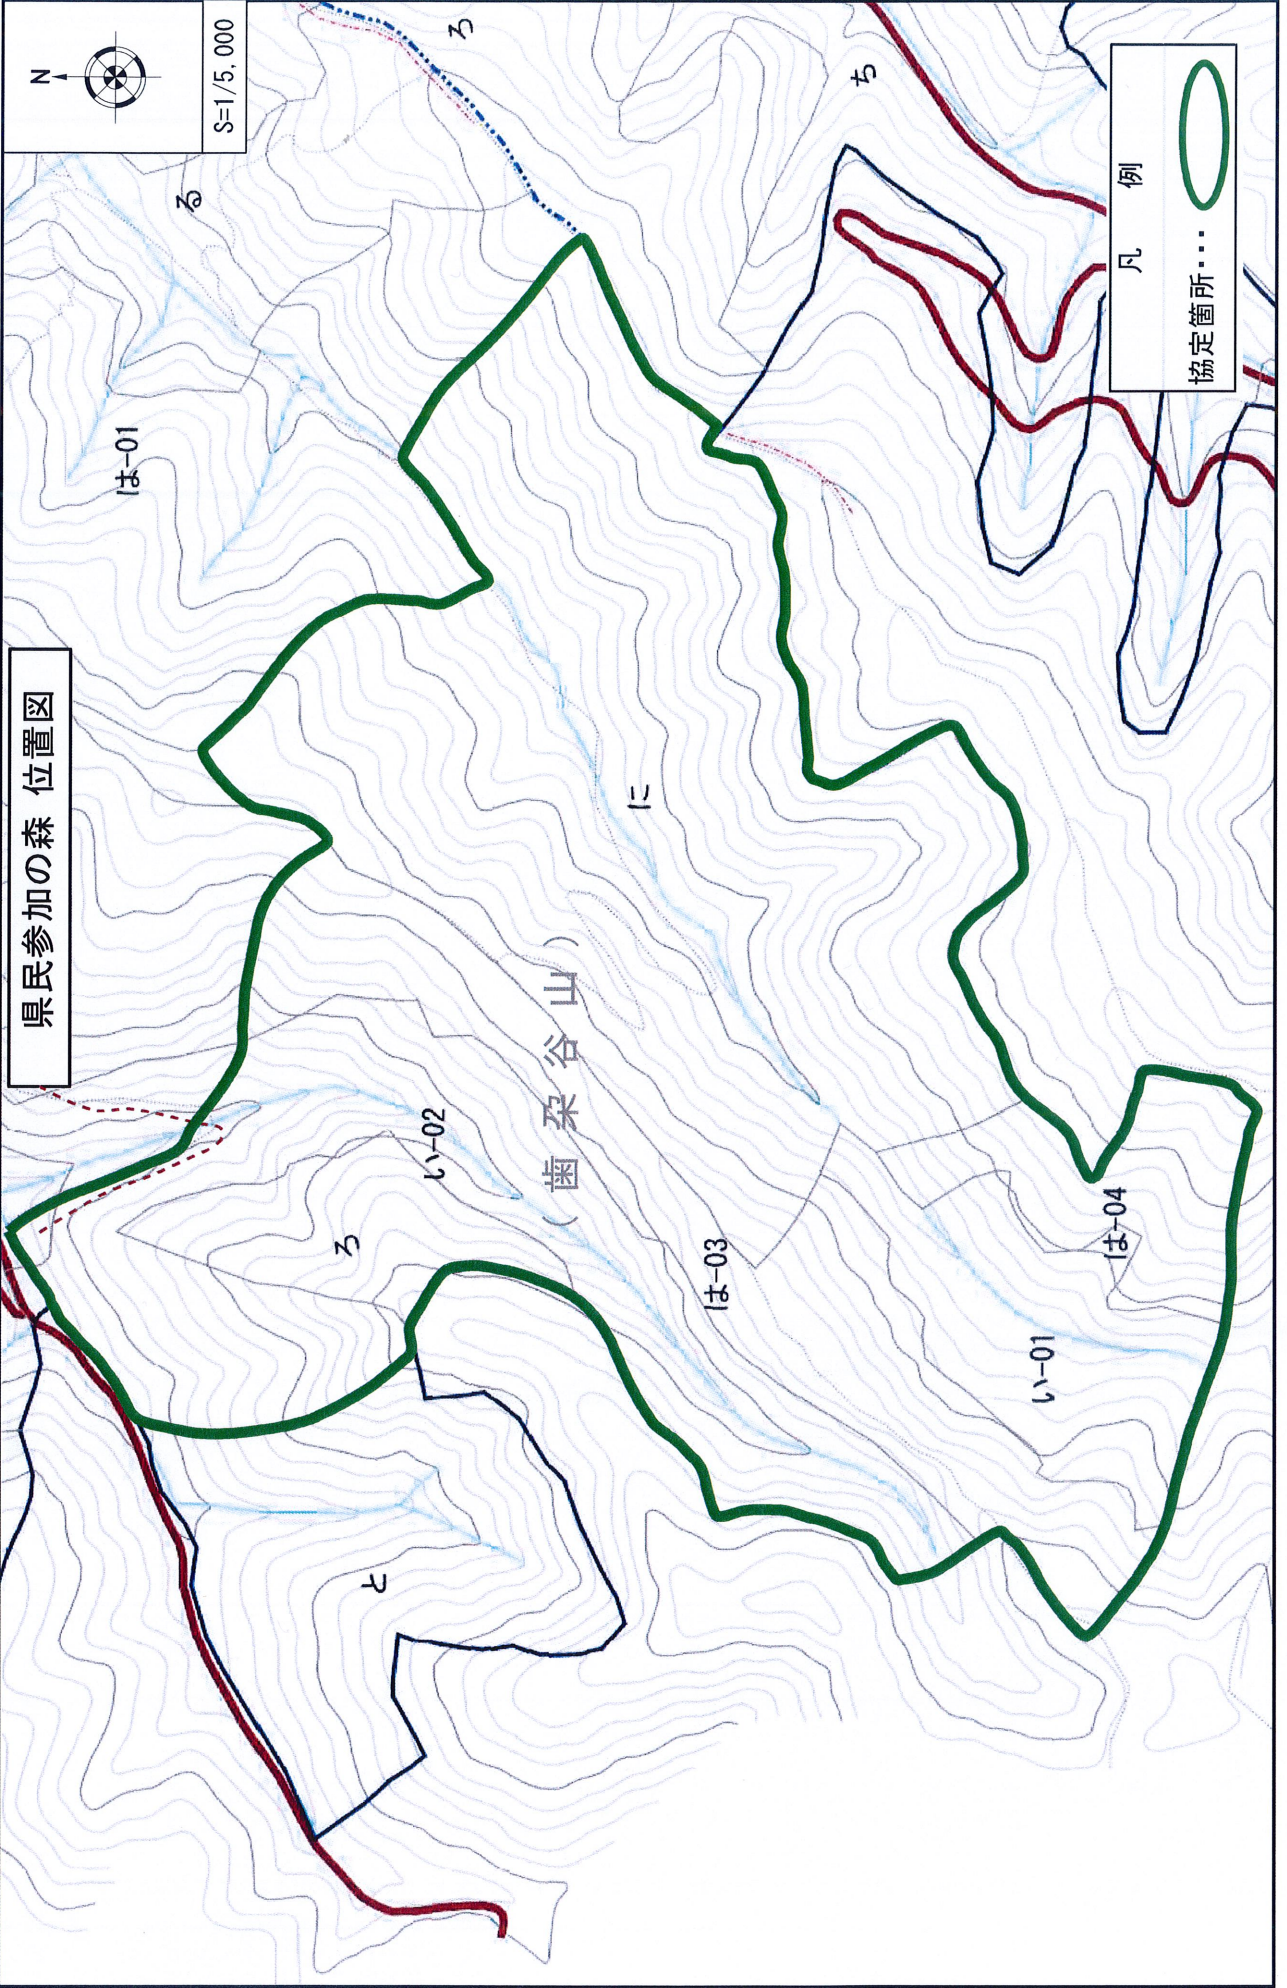 県民参加の森 位置図
N
S=1/5,000
る
ろ
ち
は-01
に
い-02
ろ
（歯朶谷山）
は-03
は-04
い-01
と
凡 例
協定箇所･･･